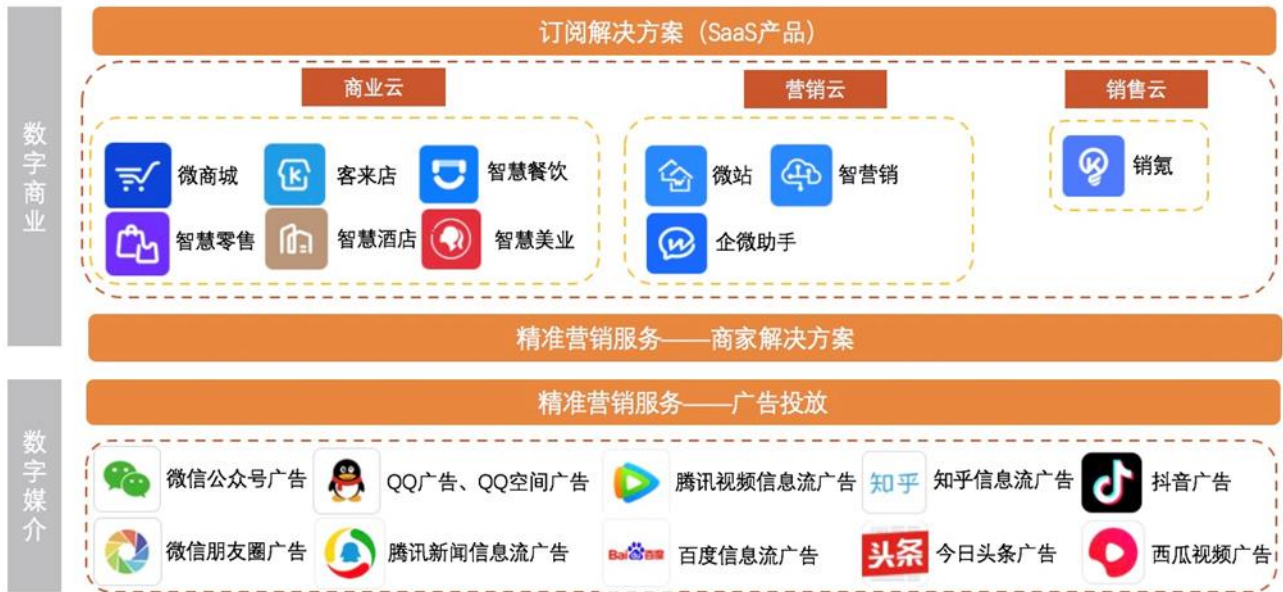 数字商业
订阅解决方案（SaaS产品）
商业云
营销云
销售云
微商城
客来店
智慧餐饮
智慧零售
智慧酒店
智慧美业
微站
智营销
企微助手
销氪
精准营销服务——商家解决方案
数字媒介
精准营销服务——广告投放
微信公众号广告
QQ广告、QQ空间广告
腾讯视频信息流广告
知乎
知乎信息流广告
抖音广告
微信朋友圈广告
腾讯新闻信息流广告
Bai百度
百度信息流广告
头条
今日头条广告
西瓜视频广告